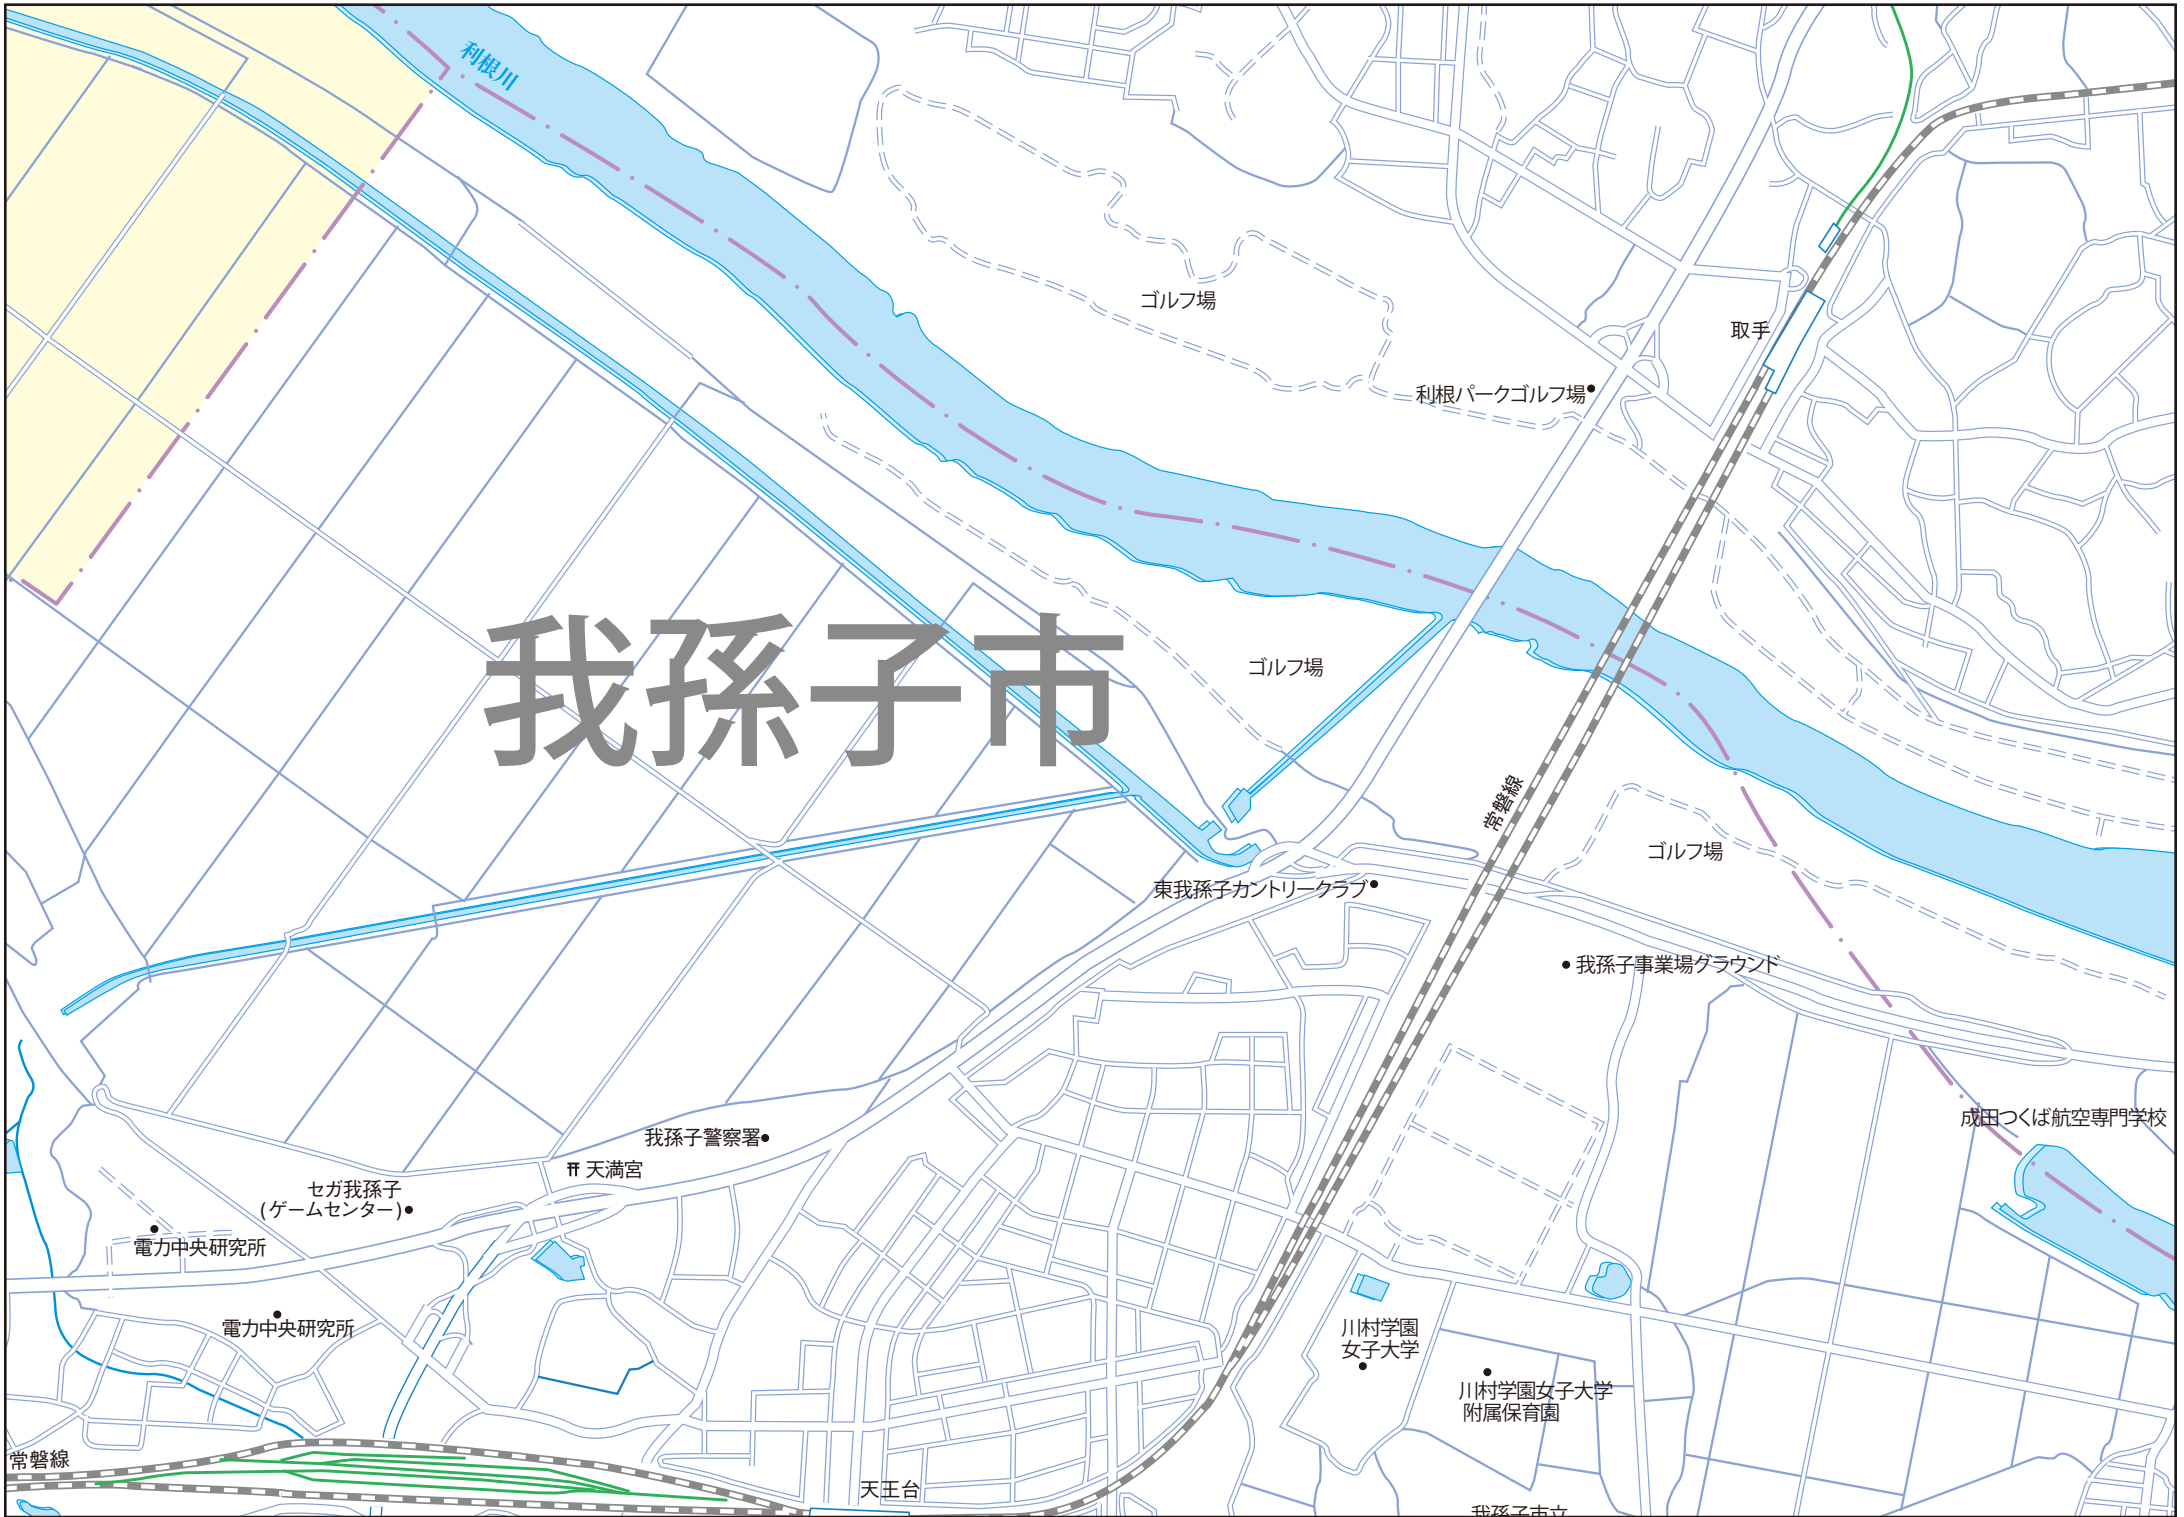 利根川
ゴルフ場
取手
利根パークゴルフ場
我孫子市
ゴルフ場
常磐線
ゴルフ場
東我孫子カントリークラブ
我孫子事業場グラウンド
成田つくば航空専門学校
我孫子警察署
天満宮
セガ我孫子
(ゲームセンター)
電力中央研究所
電力中央研究所
川村学園
女子大学
川村学園女子大学
附属保育園
常磐線
天王台
我孫子市立